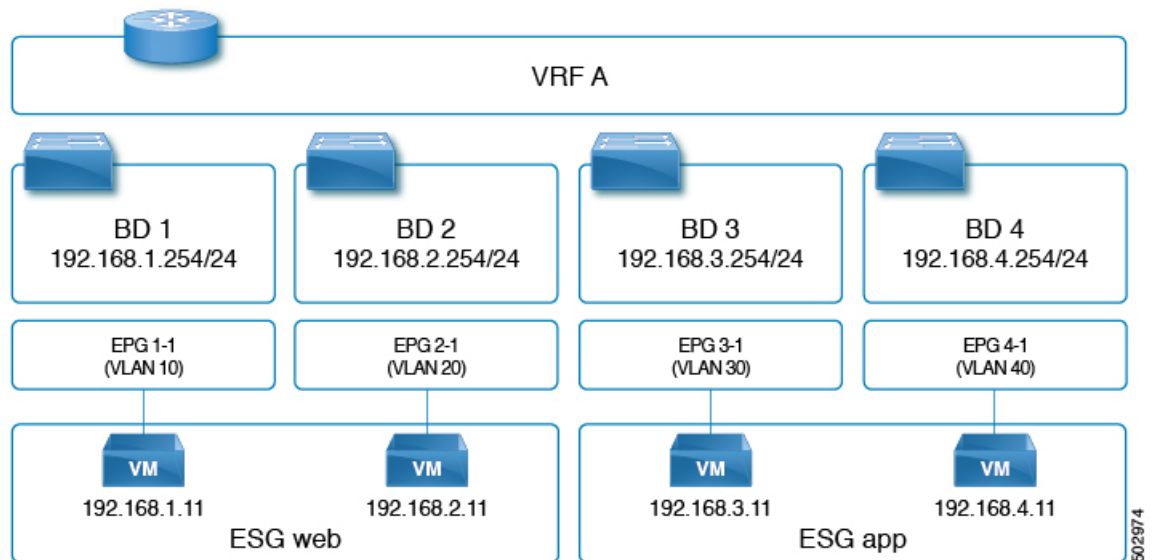 VRF A
BD 1
192.168.1.254/24
BD 2
192.168.2.254/24
BD 3
192.168.3.254/24
BD 4
192.168.4.254/24
EPG 1-1
(VLAN 10)
EPG 2-1
(VLAN 20)
EPG 3-1
(VLAN 30)
EPG 4-1
(VLAN 40)
VM
192.168.1.11
VM
192.168.2.11
ESG web
VM
192.168.3.11
VM
192.168.4.11
ESG app
502974